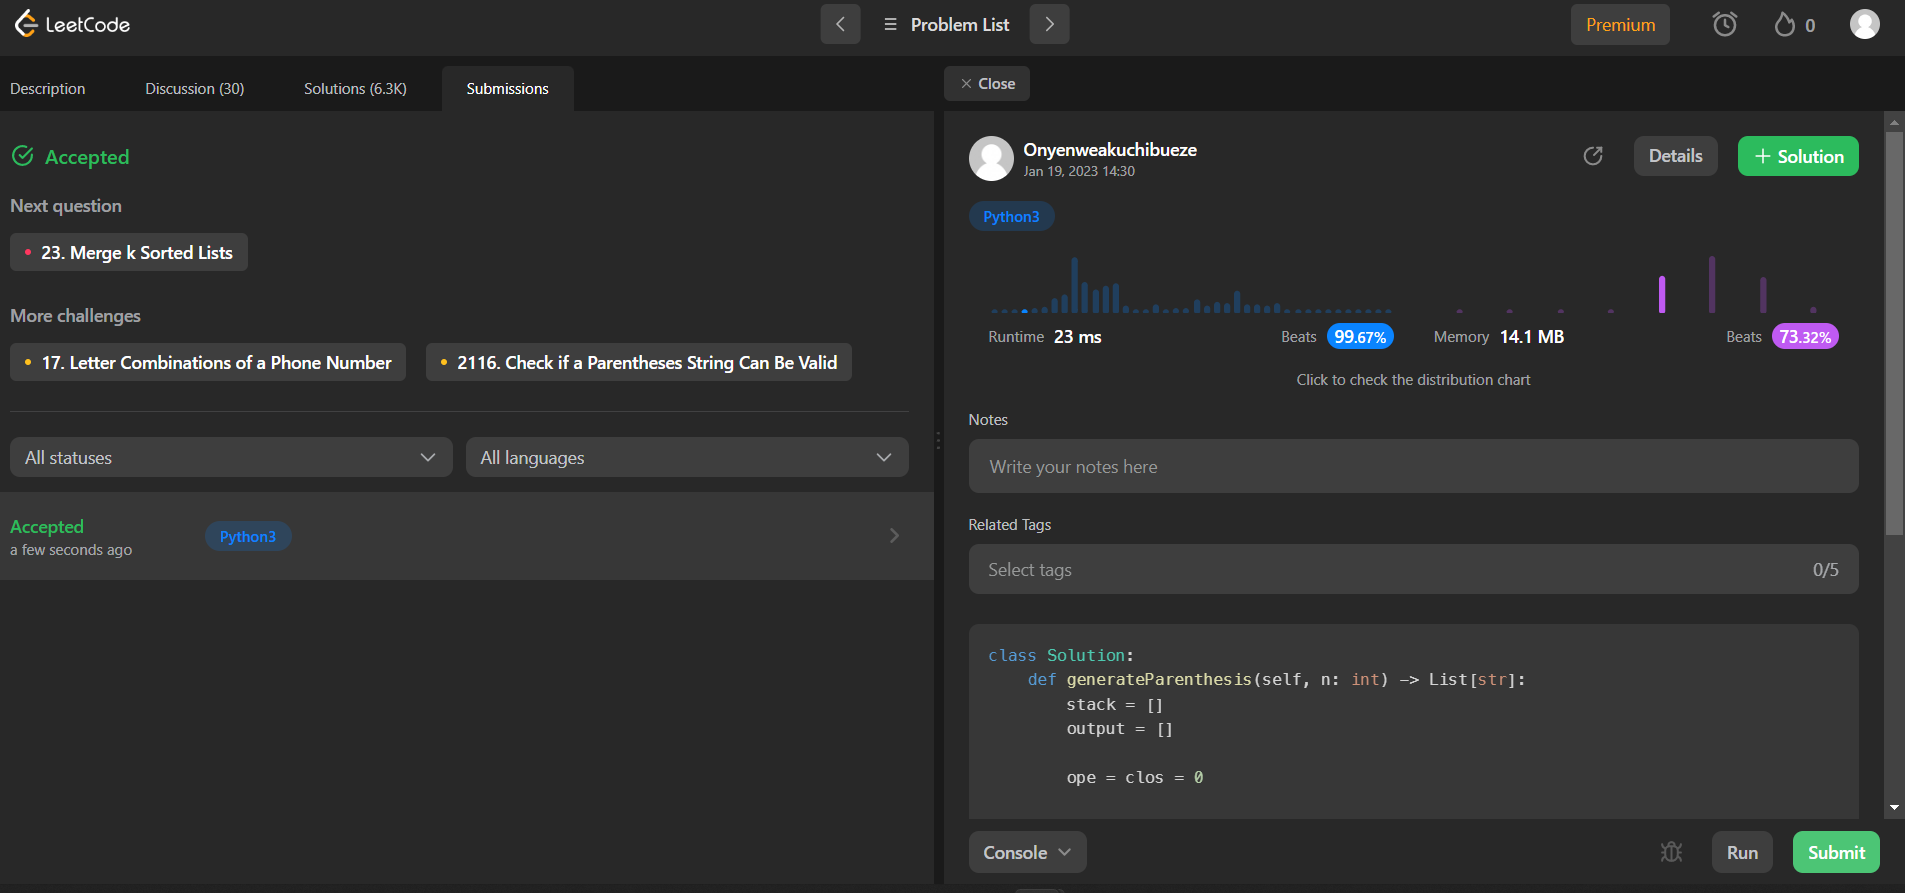 LeetCode
Problem List
Premium
0
Description
Discussion (30)
Solutions (6.3K)
Submissions
Close
Accepted
Next question
23. Merge k Sorted Lists
More challenges
17. Letter Combinations of a Phone Number
2116. Check if a Parentheses String Can Be Valid
All statuses
All languages
Accepted
a few seconds ago
Python3
Onyenweakuchibueze
Jan 19, 2023 14:30
Details
+ Solution
Python3
Runtime 23 ms
Beats 99.67%
Memory 14.1 MB
Beats 73.32%
Click to check the distribution chart
Notes
Write your notes here
Related Tags
Select tags
0/5
class Solution:
    def generateParenthesis(self, n: int) -> List[str]:
        stack = []
        output = []
        ope = clos = 0
Console
Run
Submit